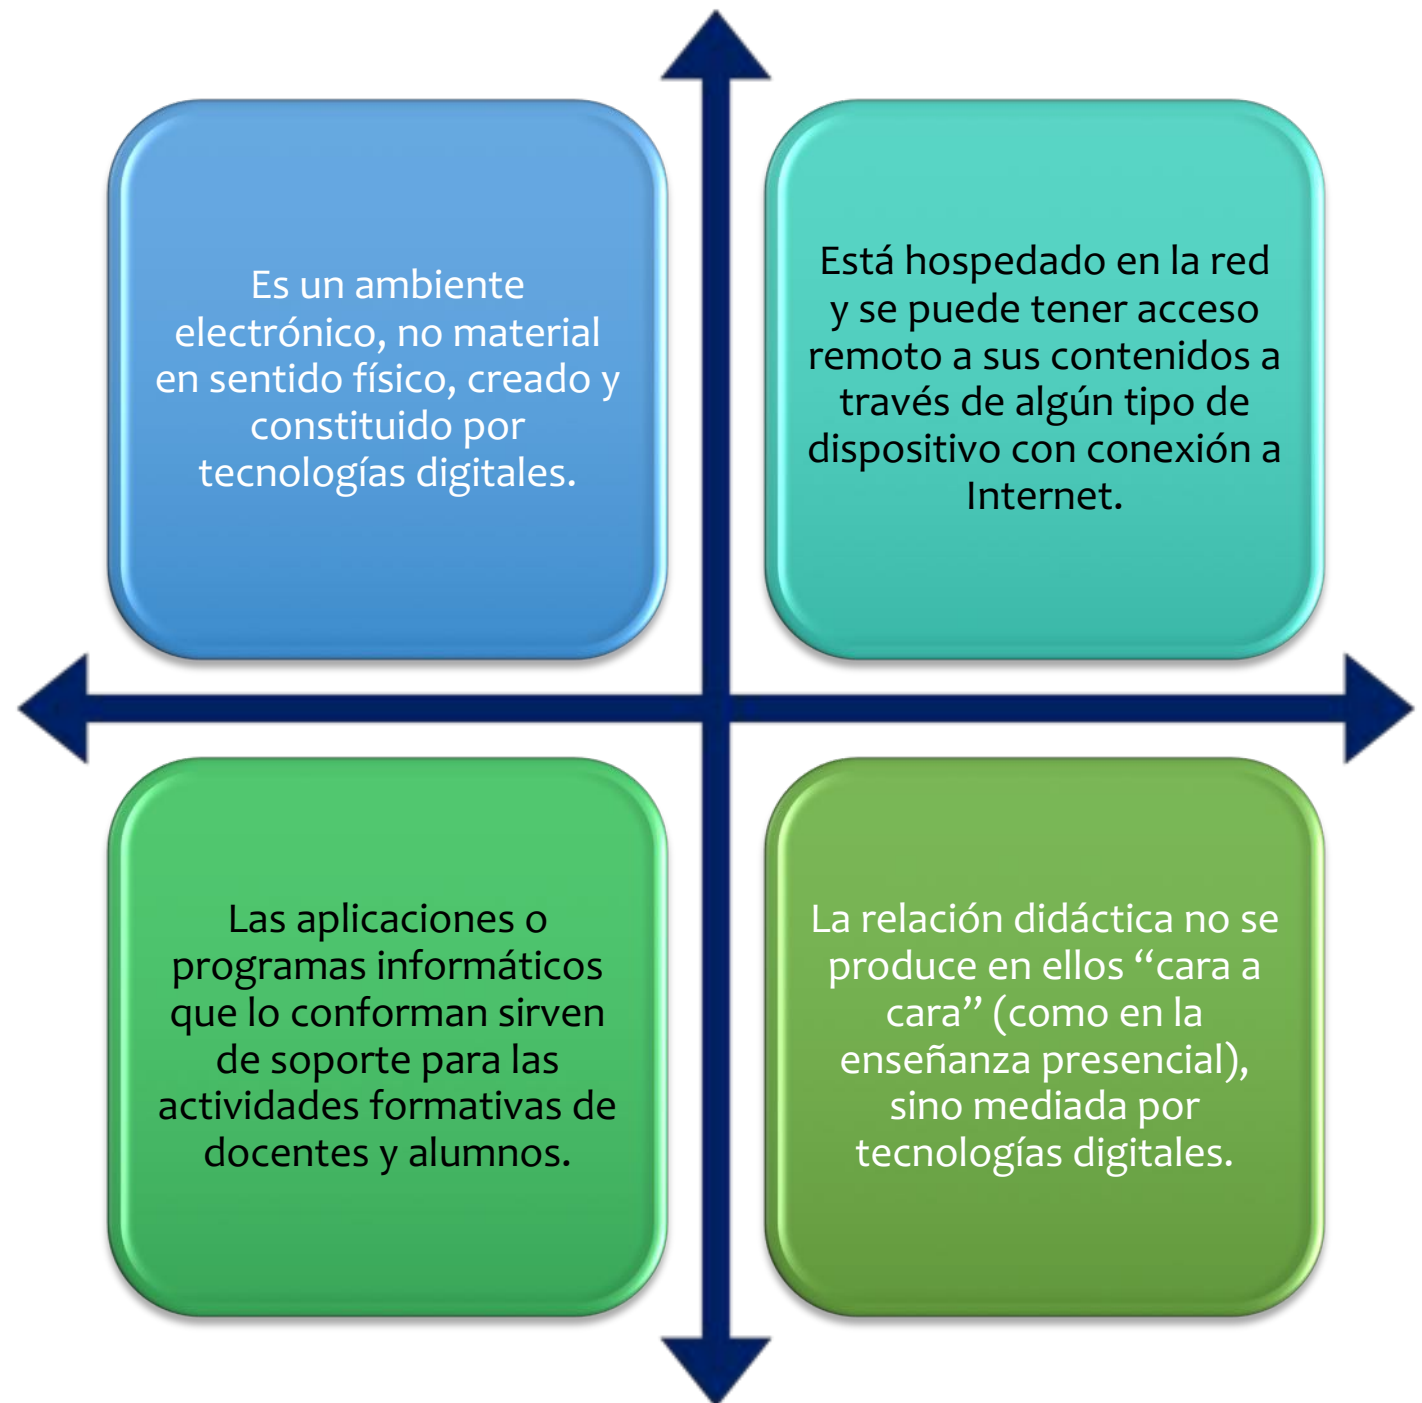 Es un ambiente
electrónico, no material
en sentido físico, creado y
constituido por
tecnologías digitales.
Está hospedado en la red
y se puede tener acceso
remoto a sus contenidos a
través de algún tipo de
dispositivo con conexión a
Internet.
Las aplicaciones o
programas informáticos
que lo conforman sirven
de soporte para las
actividades formativas de
docentes y alumnos.
La relación didáctica no se
produce en ellos “cara a
cara” (como en la
enseñanza presencial),
sino mediada por
tecnologías digitales.